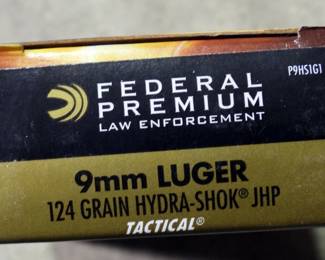 P9HS1G1
FEDERAL
PREMIUM
LAW ENFORCEMENT
9mm LUGER
124 GRAIN HYDRA-SHOK® JHP
TACTICAL®